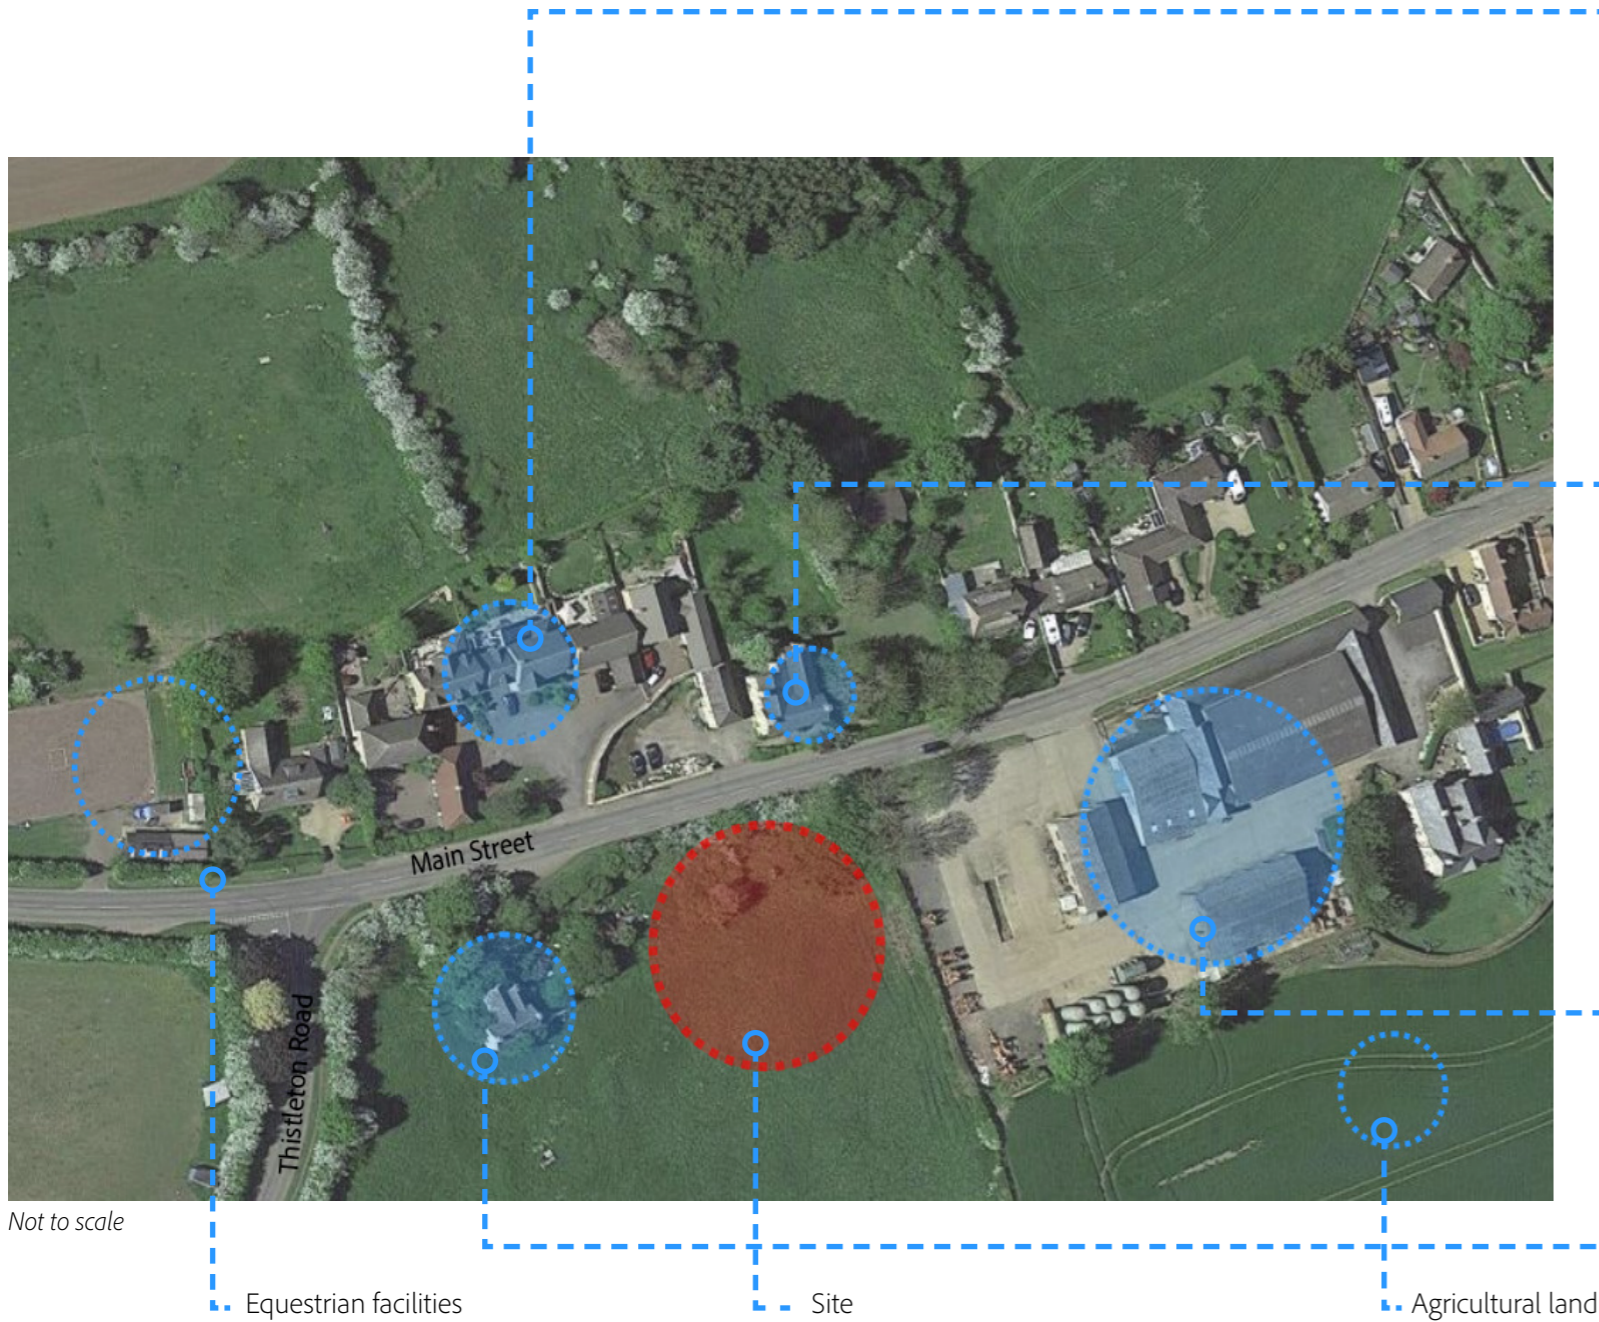 Main Street
Thistleton Road
Not to scale
Equestrian facilities
Site
Agricultural land